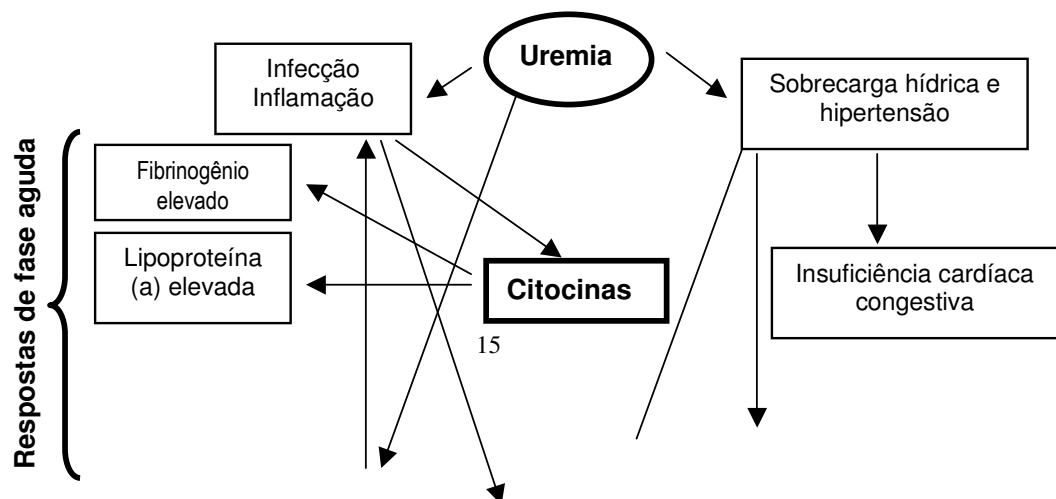 Uremia
Infecção
Inflamação
Sobrecarga hídrica e
hipertensão
Respostas de fase aguda
Fibrinogênio
elevado
Lipoproteína
(a) elevada
Citocinas
Insuficiência cardíaca
congestiva
15